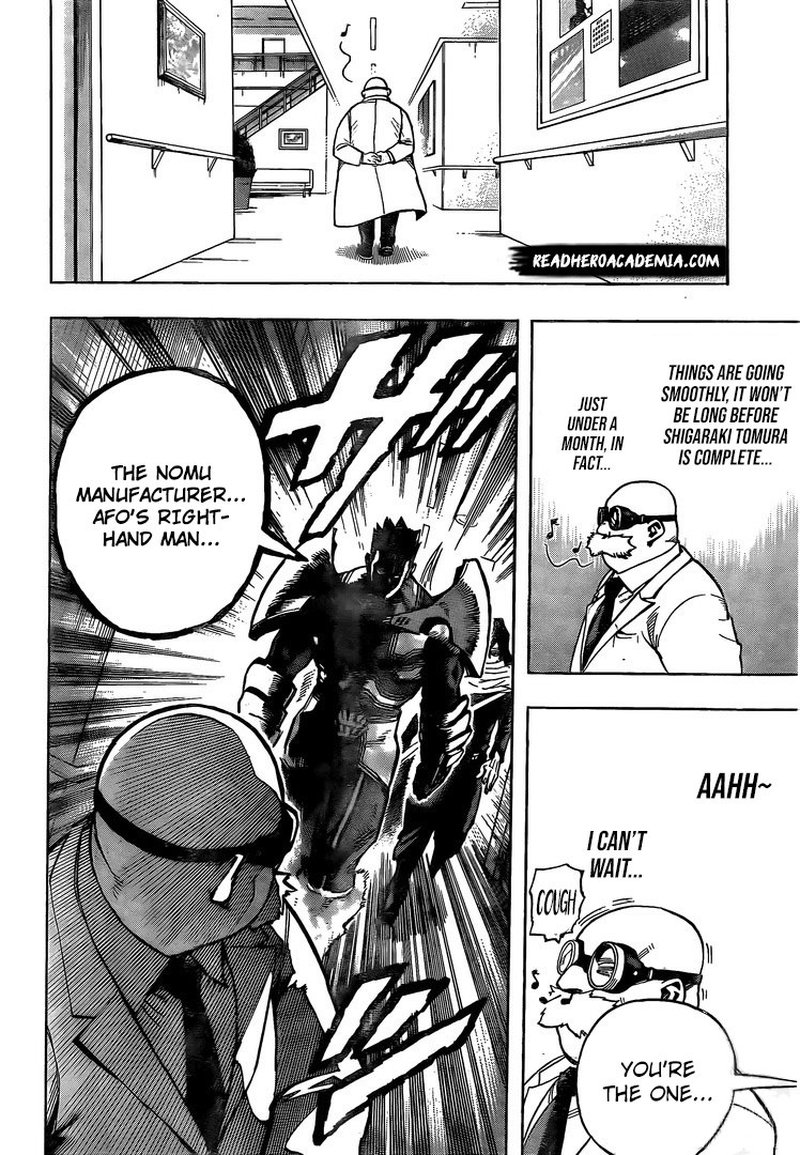 READHEROACADEMIA.COM
THINGS ARE GOING
SMOOTHLY, IT WON'T
BE LONG BEFORE
SHIGARAKI TOMURA
IS COMPLETE...
JUST
UNDER A
MONTH, IN
FACT...
AAHH~
I CAN'T
WAIT...
COUGH
YOU'RE
THE ONE...
THE NOMU
MANUFACTURER...
AFO'S RIGHT-
HAND MAN...